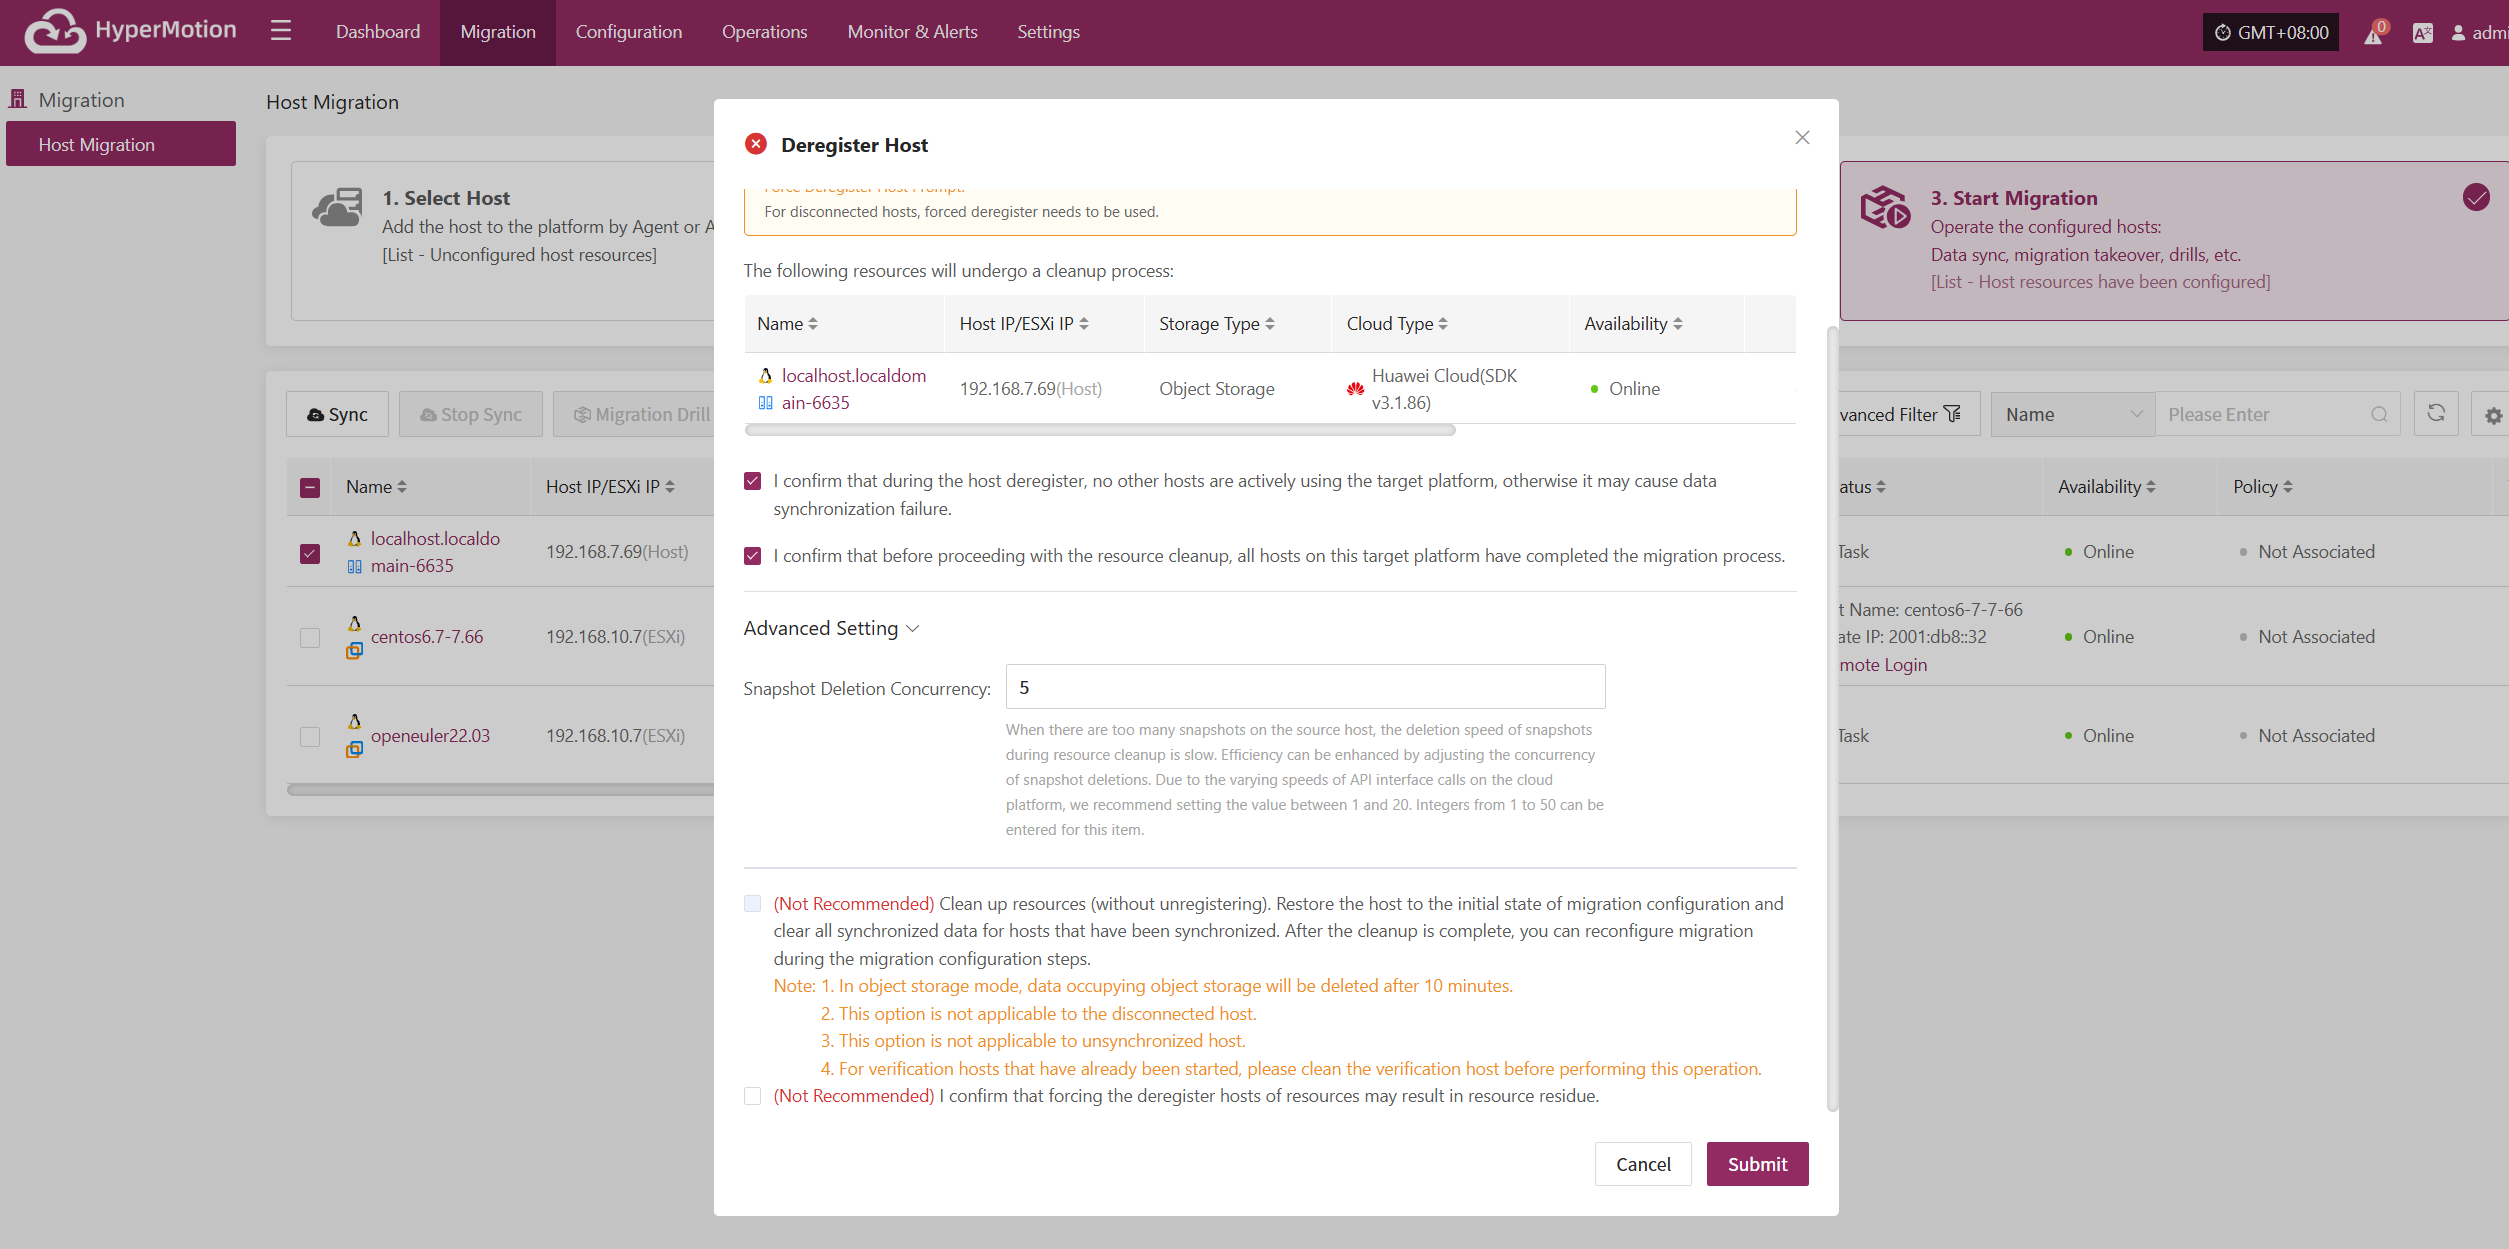 HyperMotion
Dashboard
Migration
Configuration
Operations
Monitor & Alerts
Settings
GMT+08:00
0
admi
Migration
Host Migration
Host Migration
1. Select Host
Add the host to the platform by Agent or A
[List - Unconfigured host resources]
3. Start Migration
Operate the configured hosts:
Data sync, migration takeover, drills, etc.
[List - Host resources have been configured]
Sync
Stop Sync
Migration Drill
vanced Filter
Name
Please Enter
Name
Host IP/ESXi IP
atus
Availability
Policy
localhost.localdo
main-6635
192.168.7.69(Host)
Task
Online
Not Associated
centos6.7-7.66
192.168.10.7(ESXi)
t Name: centos6-7-7-66
ate IP: 2001:db8::32
mote Login
Online
Not Associated
openeuler22.03
192.168.10.7(ESXi)
Task
Online
Not Associated
Deregister Host
Force Deregister Host Prompt:
For disconnected hosts, forced deregister needs to be used.
The following resources will undergo a cleanup process:
Name
Host IP/ESXi IP
Storage Type
Cloud Type
Availability
localhost.localdom
ain-6635
192.168.7.69(Host)
Object Storage
Huawei Cloud(SDK
v3.1.86)
Online
I confirm that during the host deregister, no other hosts are actively using the target platform, otherwise it may cause data
synchronization failure.
I confirm that before proceeding with the resource cleanup, all hosts on this target platform have completed the migration process.
Advanced Setting
Snapshot Deletion Concurrency:
5
When there are too many snapshots on the source host, the deletion speed of snapshots
during resource cleanup is slow. Efficiency can be enhanced by adjusting the concurrency
of snapshot deletions. Due to the varying speeds of API interface calls on the cloud
platform, we recommend setting the value between 1 and 20. Integers from 1 to 50 can be
entered for this item.
(Not Recommended) Clean up resources (without unregistering). Restore the host to the initial state of migration configuration and
clear all synchronized data for hosts that have been synchronized. After the cleanup is complete, you can reconfigure migration
during the migration configuration steps.
Note: 1. In object storage mode, data occupying object storage will be deleted after 10 minutes.
2. This option is not applicable to the disconnected host.
3. This option is not applicable to unsynchronized host.
4. For verification hosts that have already been started, please clean the verification host before performing this operation.
(Not Recommended) I confirm that forcing the deregister hosts of resources may result in resource residue.
Cancel
Submit